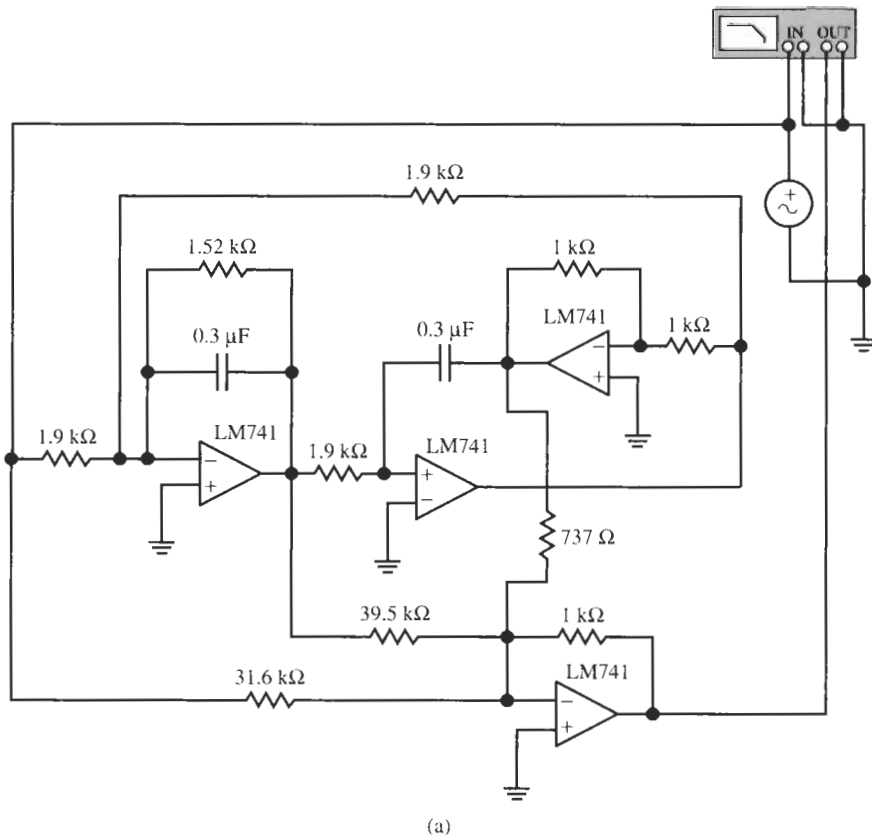 IN OUT
1.9 kΩ
1.52 kΩ
1 kΩ
LM741
0.3 µF
0.3 µF
1 kΩ
−
+
+
1.9 kΩ
LM741
1.9 kΩ
LM741
−
+
+
−
737 Ω
39.5 kΩ
1 kΩ
31.6 kΩ
LM741
−
+
(a)